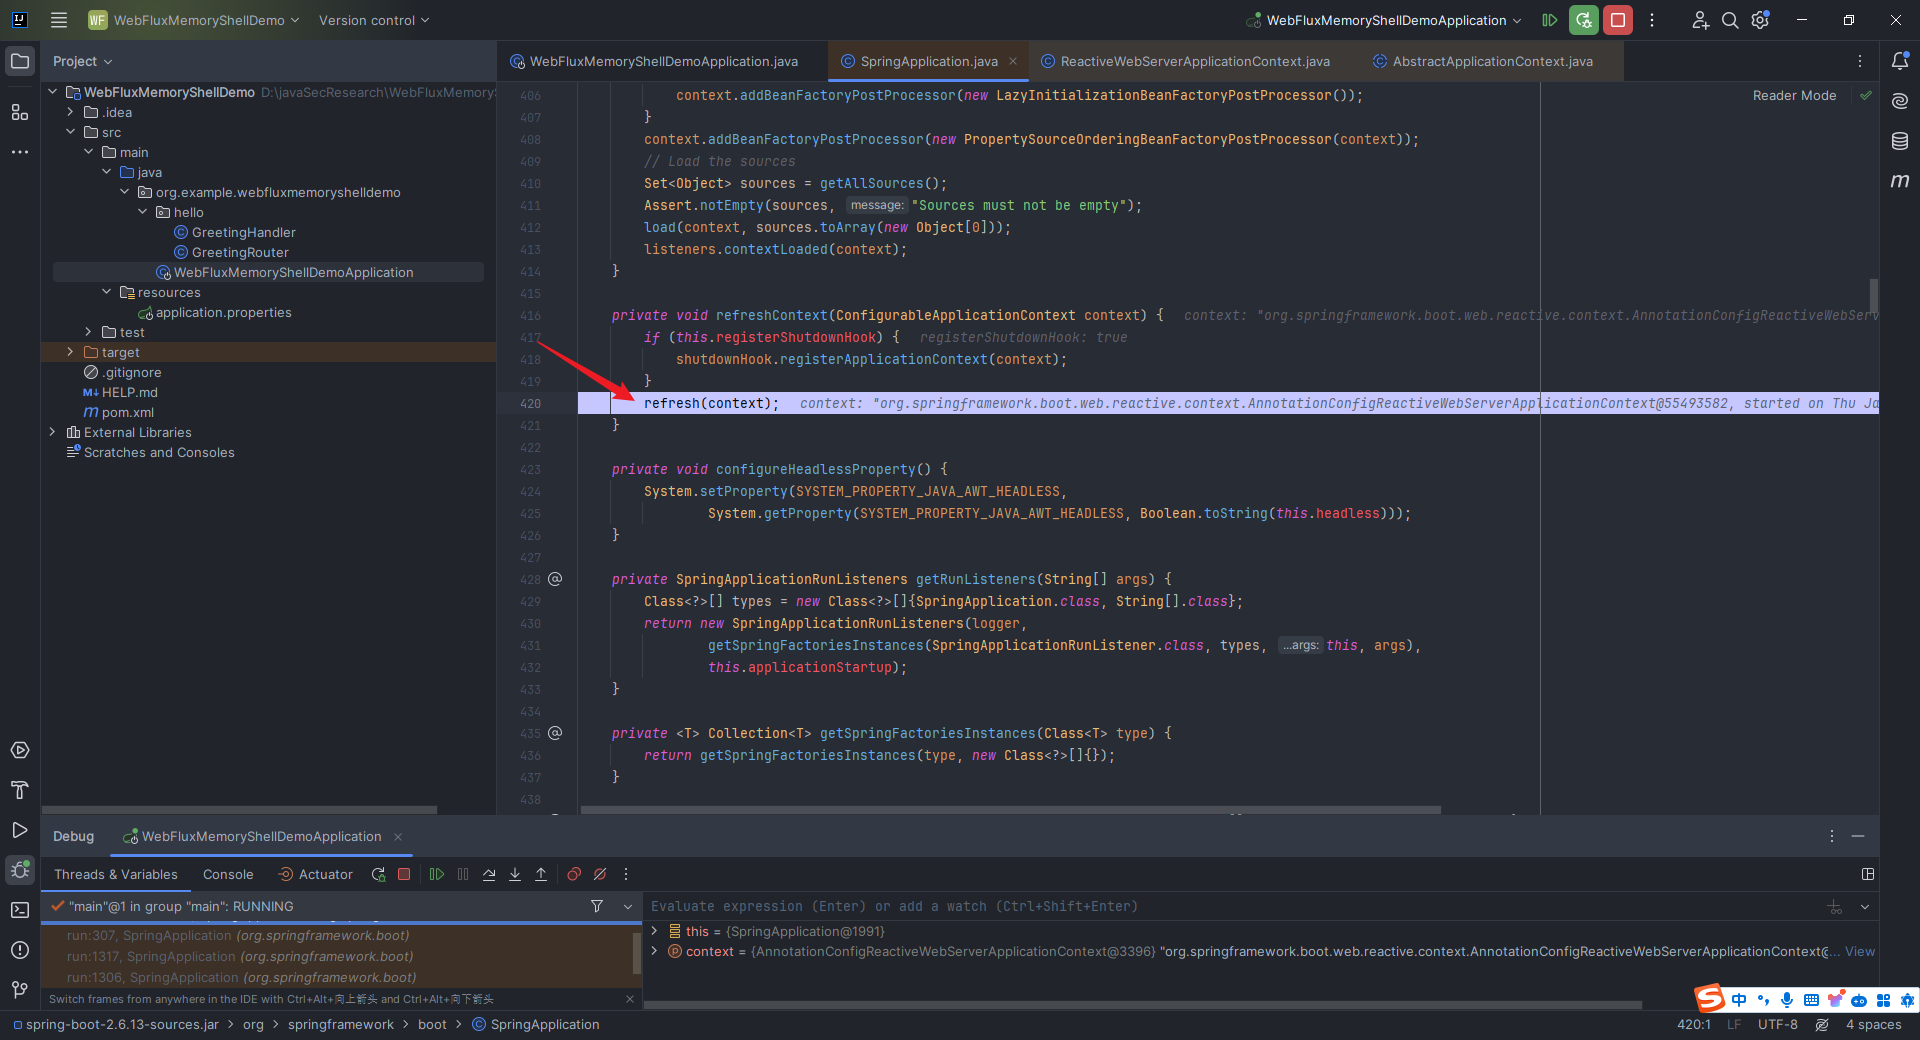 WF WebFluxMemoryShellDemo Version control WebFluxMemoryShellDemoApplication
Project
WebFluxMemoryShellDemoApplication.java SpringApplication.java ReactiveWebServerApplicationContext.java AbstractApplicationContext.java
WebFluxMemoryShellDemo D:\javaSecResearch\WebFluxMemoryS
.idea
src
main
java
org.example.webfluxmemoryshelldemo
hello
GreetingHandler
GreetingRouter
WebFluxMemoryShellDemoApplication
resources
application.properties
test
target
.gitignore
HELP.md
pom.xml
External Libraries
Scratches and Consoles
Reader Mode
406 context.addBeanFactoryPostProcessor(new LazyInitializationBeanFactoryPostProcessor());
407 }
408 context.addBeanFactoryPostProcessor(new PropertySourceOrderingBeanFactoryPostProcessor(context));
409 // Load the sources
410 Set<Object> sources = getAllSources();
411 Assert.notEmpty(sources, message: "Sources must not be empty");
412 load(context, sources.toArray(new Object[0]));
413 listeners.contextLoaded(context);
414 }
415
416 private void refreshContext(ConfigurableApplicationContext context) { context: "org.springframework.boot.web.reactive.context.AnnotationConfigReactiveWebServ
417 if (this.registerShutdownHook) { registerShutdownHook: true
418 shutdownHook.registerApplicationContext(context);
419 }
420 refresh(context); context: "org.springframework.boot.web.reactive.context.AnnotationConfigReactiveWebServerApplicationContext@55493582, started on Thu Ja
421 }
422
423 private void configureHeadlessProperty() {
424 System.setProperty(SYSTEM_PROPERTY_JAVA_AWT_HEADLESS,
425 System.getProperty(SYSTEM_PROPERTY_JAVA_AWT_HEADLESS, Boolean.toString(this.headless)));
426 }
427
428 private SpringApplicationRunListeners getRunListeners(String[] args) {
429 Class<?>[] types = new Class<?>[]{SpringApplication.class, String[].class};
430 return new SpringApplicationRunListeners(logger,
431 getSpringFactoriesInstances(SpringApplicationRunListener.class, types, ...args: this, args),
432 this.applicationStartup);
433 }
434
435 private <T> Collection<T> getSpringFactoriesInstances(Class<T> type) {
436 return getSpringFactoriesInstances(type, new Class<?>[]{});
437 }
438
Debug WebFluxMemoryShellDemoApplication
Threads & Variables Console Actuator
"main"@1 in group "main": RUNNING
run:307, SpringApplication (org.springframework.boot)
run:1317, SpringApplication (org.springframework.boot)
run:1306, SpringApplication (org.springframework.boot)
Switch frames from anywhere in the IDE with Ctrl+Alt+向上箭头 and Ctrl+Alt+向下箭头
Evaluate expression (Enter) or add a watch (Ctrl+Shift+Enter)
this = {SpringApplication@1991}
context = {AnnotationConfigReactiveWebServerApplicationContext@3396} "org.springframework.boot.web.reactive.context.AnnotationConfigReactiveWebServerApplicationContext@... View
中
spring-boot-2.6.13-sources.jar org springframework boot SpringApplication 420:1 LF UTF-8 4 spaces